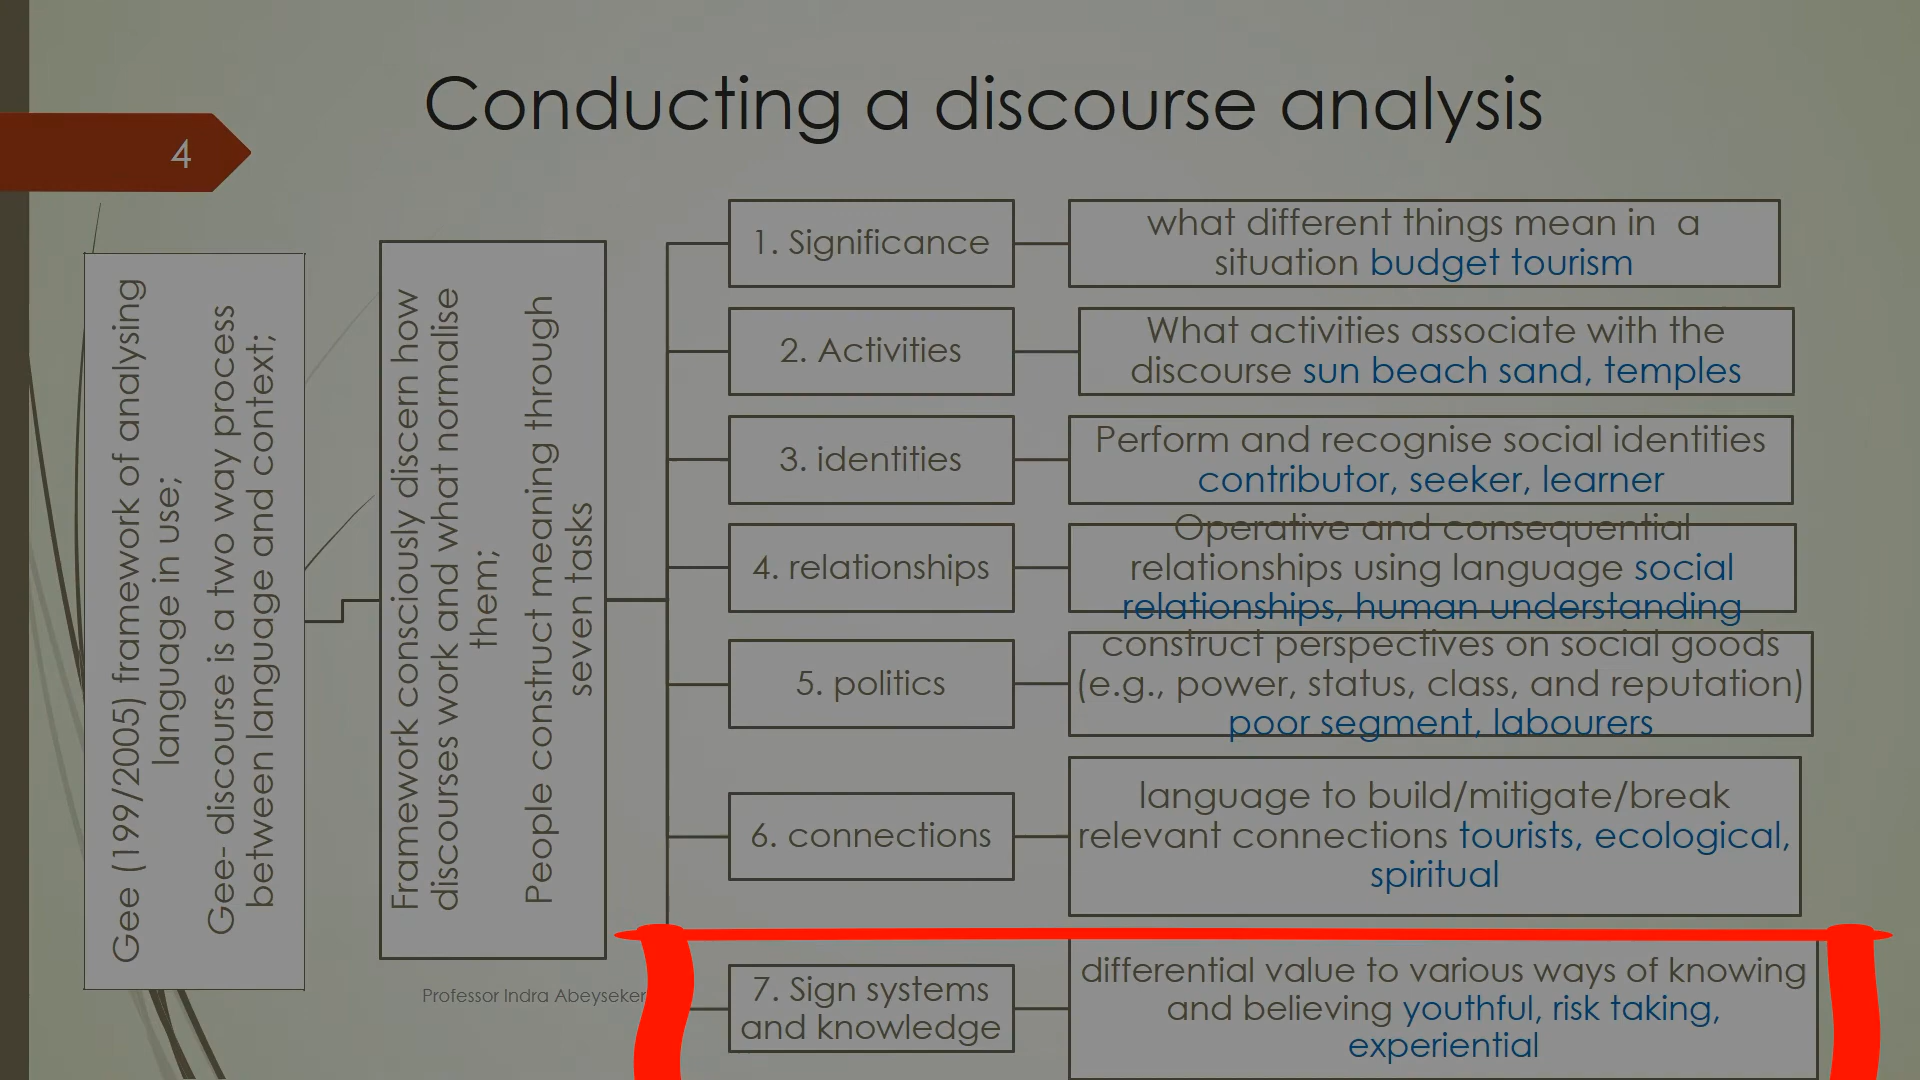 Conducting a discourse analysis
4
Gee (199/2005) framework of analysing
language in use;
Gee- discourse is a two way process
between language and context;
Framework consciously discern how
discourses work and what normalise
them;
People construct meaning through
seven tasks
1. Significance
what different things mean in a
situation budget tourism
2. Activities
What activities associate with the
discourse sun beach sand, temples
3. identities
Perform and recognise social identities
contributor, seeker, learner
4. relationships
Operative and consequential
relationships using language social
relationships, human understanding
5. politics
construct perspectives on social goods
(e.g., power, status, class, and reputation)
poor segment, labourers
6. connections
language to build/mitigate/break
relevant connections tourists, ecological,
spiritual
7. Sign systems
and knowledge
differential value to various ways of knowing
and believing youthful, risk taking,
experiential
Professor Indra